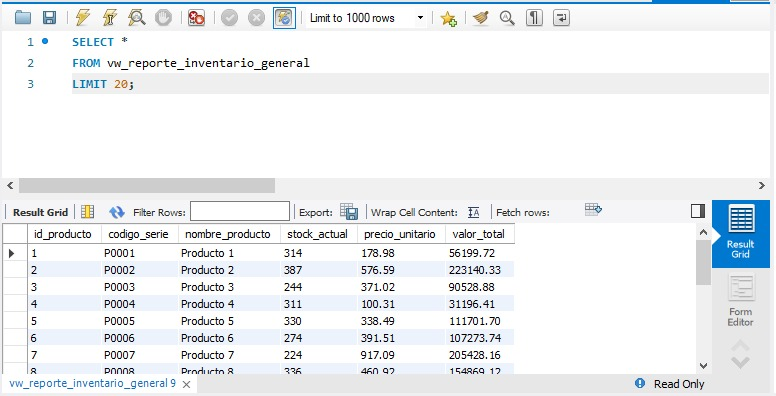 Limit to 1000 rows
1 SELECT *
2 FROM vw_reporte_inventario_general
3 LIMIT 20;
Result Grid Filter Rows: Export: Wrap Cell Content: Fetch rows:
id_producto codigo_serie nombre_producto stock_actual precio_unitario valor_total
1 P0001 Producto 1 314 178.98 56199.72
2 P0002 Producto 2 387 576.59 223140.33
3 P0003 Producto 3 244 371.02 90528.88
4 P0004 Producto 4 311 100.31 31196.41
5 P0005 Producto 5 330 338.49 111701.70
6 P0006 Producto 6 274 391.51 107273.74
7 P0007 Producto 7 224 917.09 205428.16
8 P0008 Producto 8 336 460.92 154869.12
Result
Grid
Form
Editor
vw_reporte_inventario_general 9
Read Only